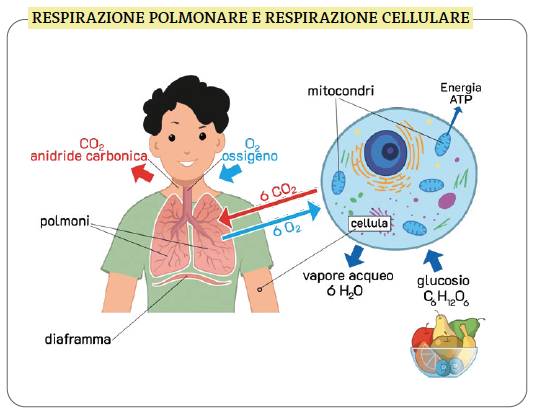 RESPIRAZIONE POLMONARE E RESPIRAZIONE CELLULARE
mitocondri
Energia
ATP
CO₂
anidride carbonica
O₂
ossigeno
6 CO₂
6 O₂
polmoni
cellula
vapore acqueo
6 H₂O
glucosio
C₆H₁₂O₆
diaframma